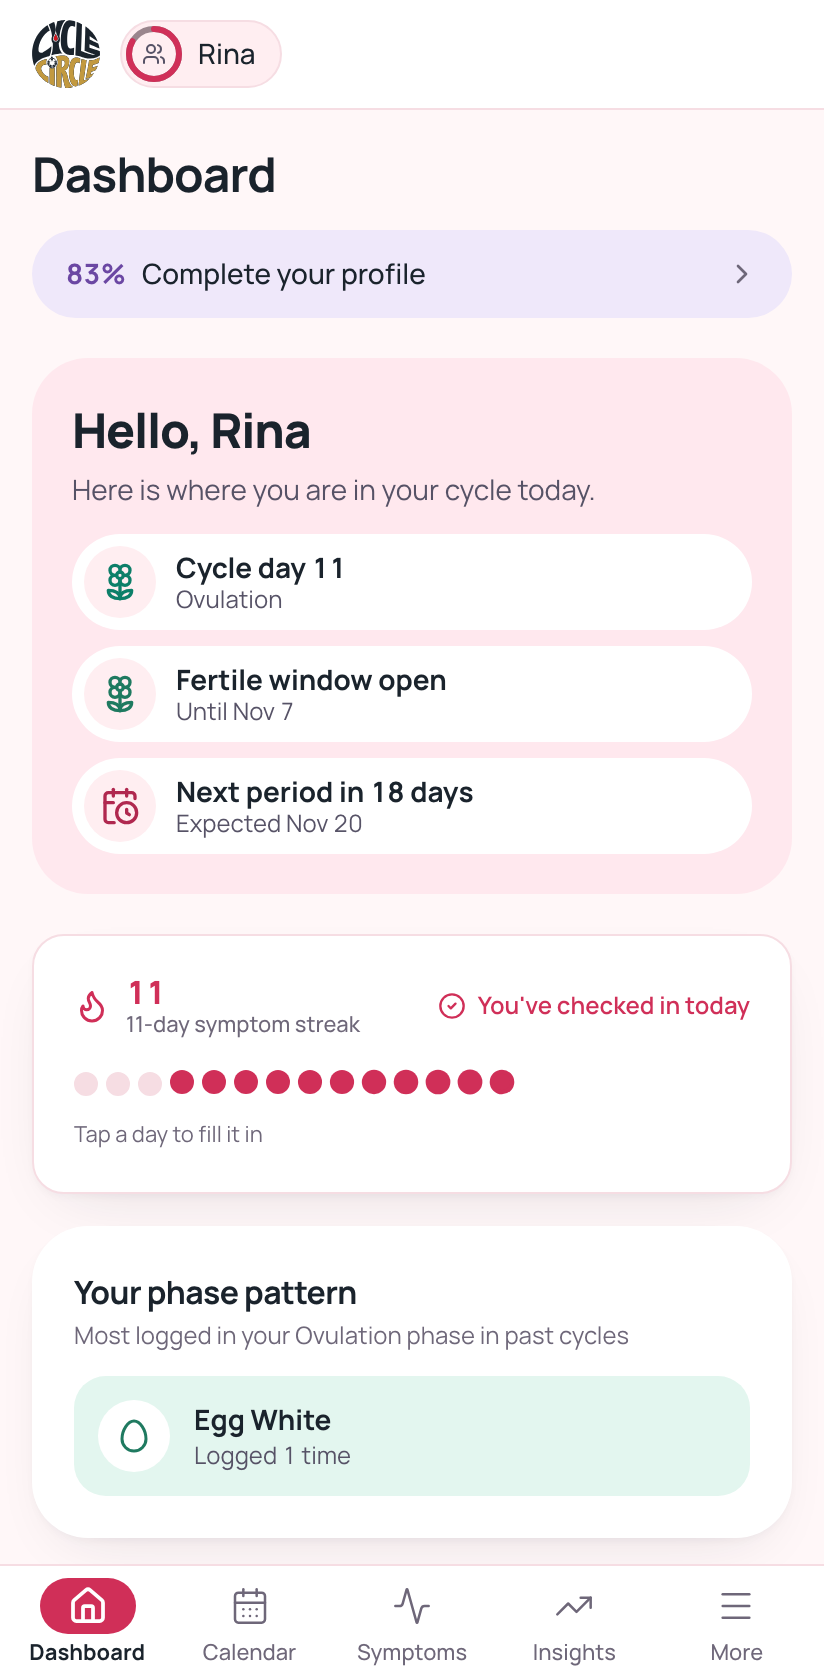 CYCLE
CIRCLE
Rina
Dashboard
83% Complete your profile
Hello, Rina
Here is where you are in your cycle today.
Cycle day 11
Ovulation
Fertile window open
Until Nov 7
Next period in 18 days
Expected Nov 20
11
11-day symptom streak
You've checked in today
Tap a day to fill it in
Your phase pattern
Most logged in your Ovulation phase in past cycles
Egg White
Logged 1 time
Dashboard
Calendar
Symptoms
Insights
More